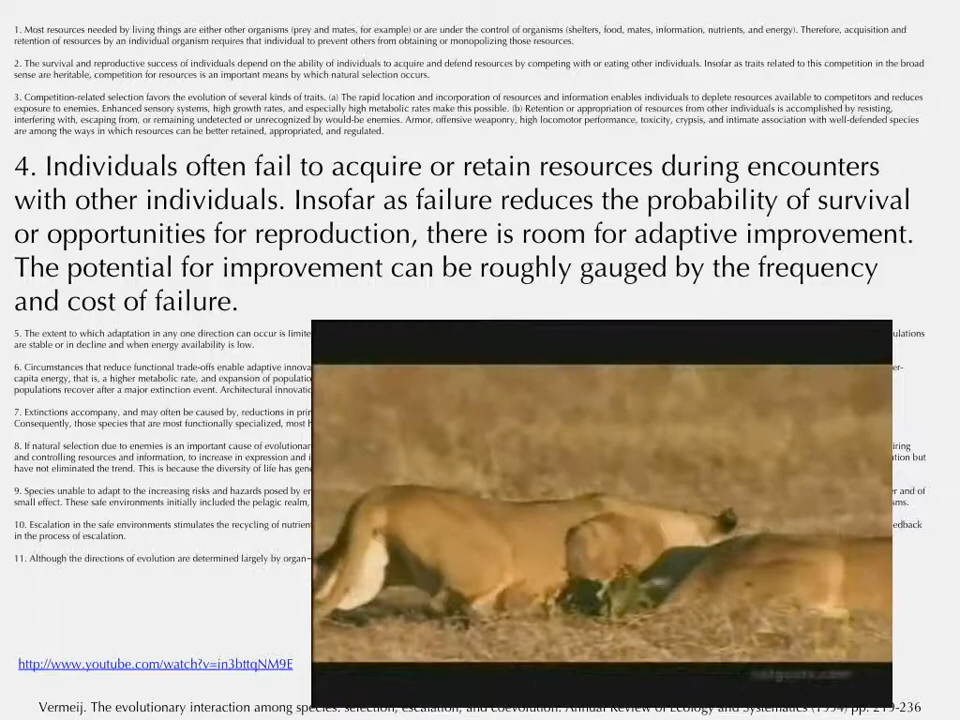 1. Most resources needed by living things are either other organisms (prey and mates, for example) or are under the control of organisms (shelters, food, mates, information, nutrients, and energy). Therefore, acquisition and
retention of resources by an individual organism requires that individual to prevent others from obtaining or monopolizing those resources.
2. The survival and reproductive success of individuals depend on the ability of individuals to acquire and defend resources by competing with or eating other individuals. Insofar as traits related to this competition in the broad
sense are heritable, competition for resources is an important means by which natural selection occurs.
3. Competition-related selection favors the evolution of several kinds of traits. (a) The rapid location and incorporation of resources and information enables individuals to deplete resources available to competitors and reduces
exposure to enemies. Enhanced sensory systems, high growth rates, and especially high metabolic rates make this possible. (b) Retention or appropriation of resources from other individuals is accomplished by resisting,
interfering with, escaping from, or remaining undetected or unrecognized by would-be enemies. Armor, offensive weaponry, high locomotor performance, toxicity, crypsis, and intimate association with well-defended species
are among the ways in which resources can be better retained, appropriated, and regulated.
4. Individuals often fail to acquire or retain resources during encounters
with other individuals. Insofar as failure reduces the probability of survival
or opportunities for reproduction, there is room for adaptive improvement.
The potential for improvement can be roughly gauged by the frequency
and cost of failure.
5. The extent to which adaptation in any one direction can occur is limite ulations
are stable or in decline and when energy availability is low.
6. Circumstances that reduce functional trade-offs enable adaptive innova er-
capita energy, that is, a higher metabolic rate, and expansion of populatio
populations recover after a major extinction event. Architectural innovatio
7. Extinctions accompany, and may often be caused by, reductions in prin
Consequently, those species that are most functionally specialized, most h
8. If natural selection due to enemies is an important cause of evolutionar iring
and controlling resources and information, to increase in expression and i tion but
have not eliminated the trend. This is because the diversity of life has gen
9. Species unable to adapt to the increasing risks and hazards posed by en r and of
small effect. These safe environments initially included the pelagic realm, sms.
10. Escalation in the safe environments stimulates the recycling of nutrien edback
in the process of escalation.
11. Although the directions of evolution are determined largely by organ
http://www.youtube.com/watch?v=in3bttqNM9E
Vermeij. The evolutionary interaction among species: selection, escalation, and coevolution. Annual Review of Ecology and Systematics (1994) pp. 219-236